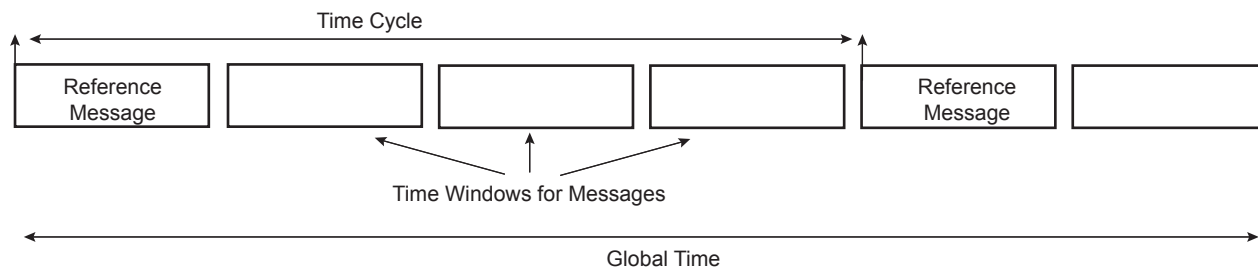 Time Cycle
Reference
Message
Reference
Message
Time Windows for Messages
Global Time